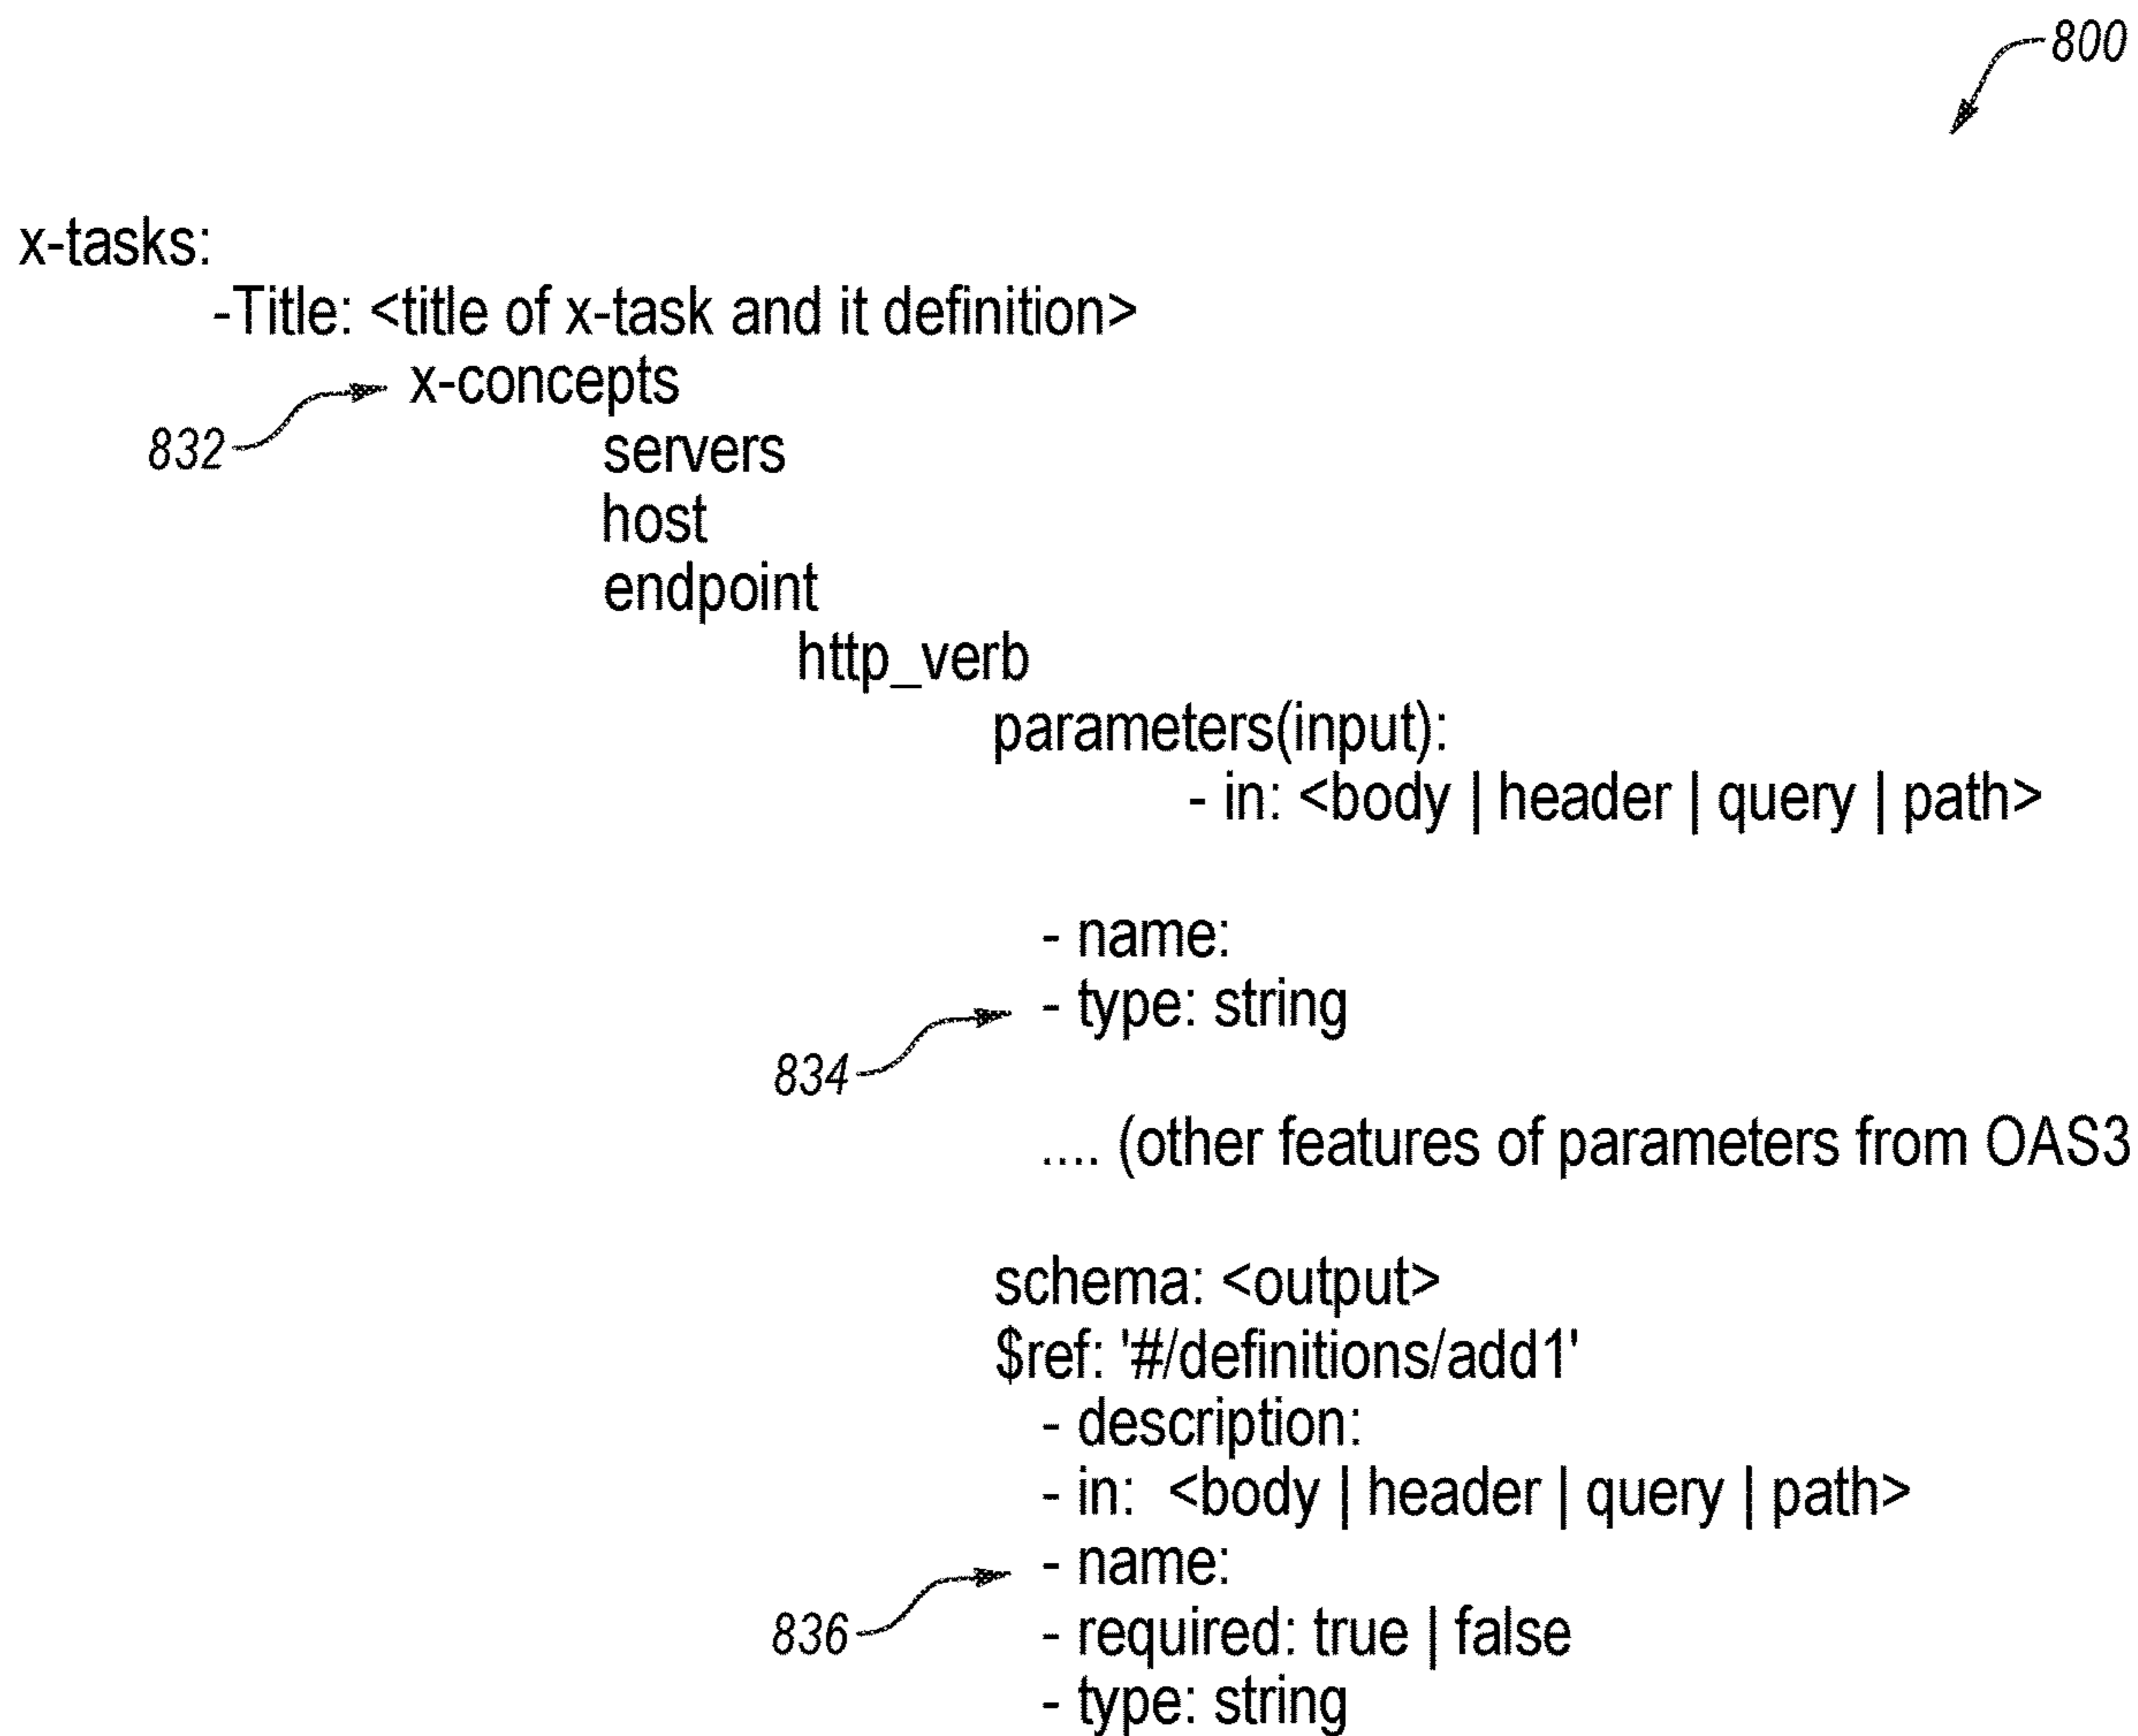 800
x-tasks:
-Title: <title of x-task and it definition>
x-concepts
832
servers
host
endpoint
http_verb
parameters(input):
- in: <body | header | query | path>
- name:
- type: string
834
.... (other features of parameters from OAS3
schema: <output>
$ref: '#/definitions/add1'
- description:
- in:  <body | header | query | path>
- name:
836
- required: true | false
- type: string